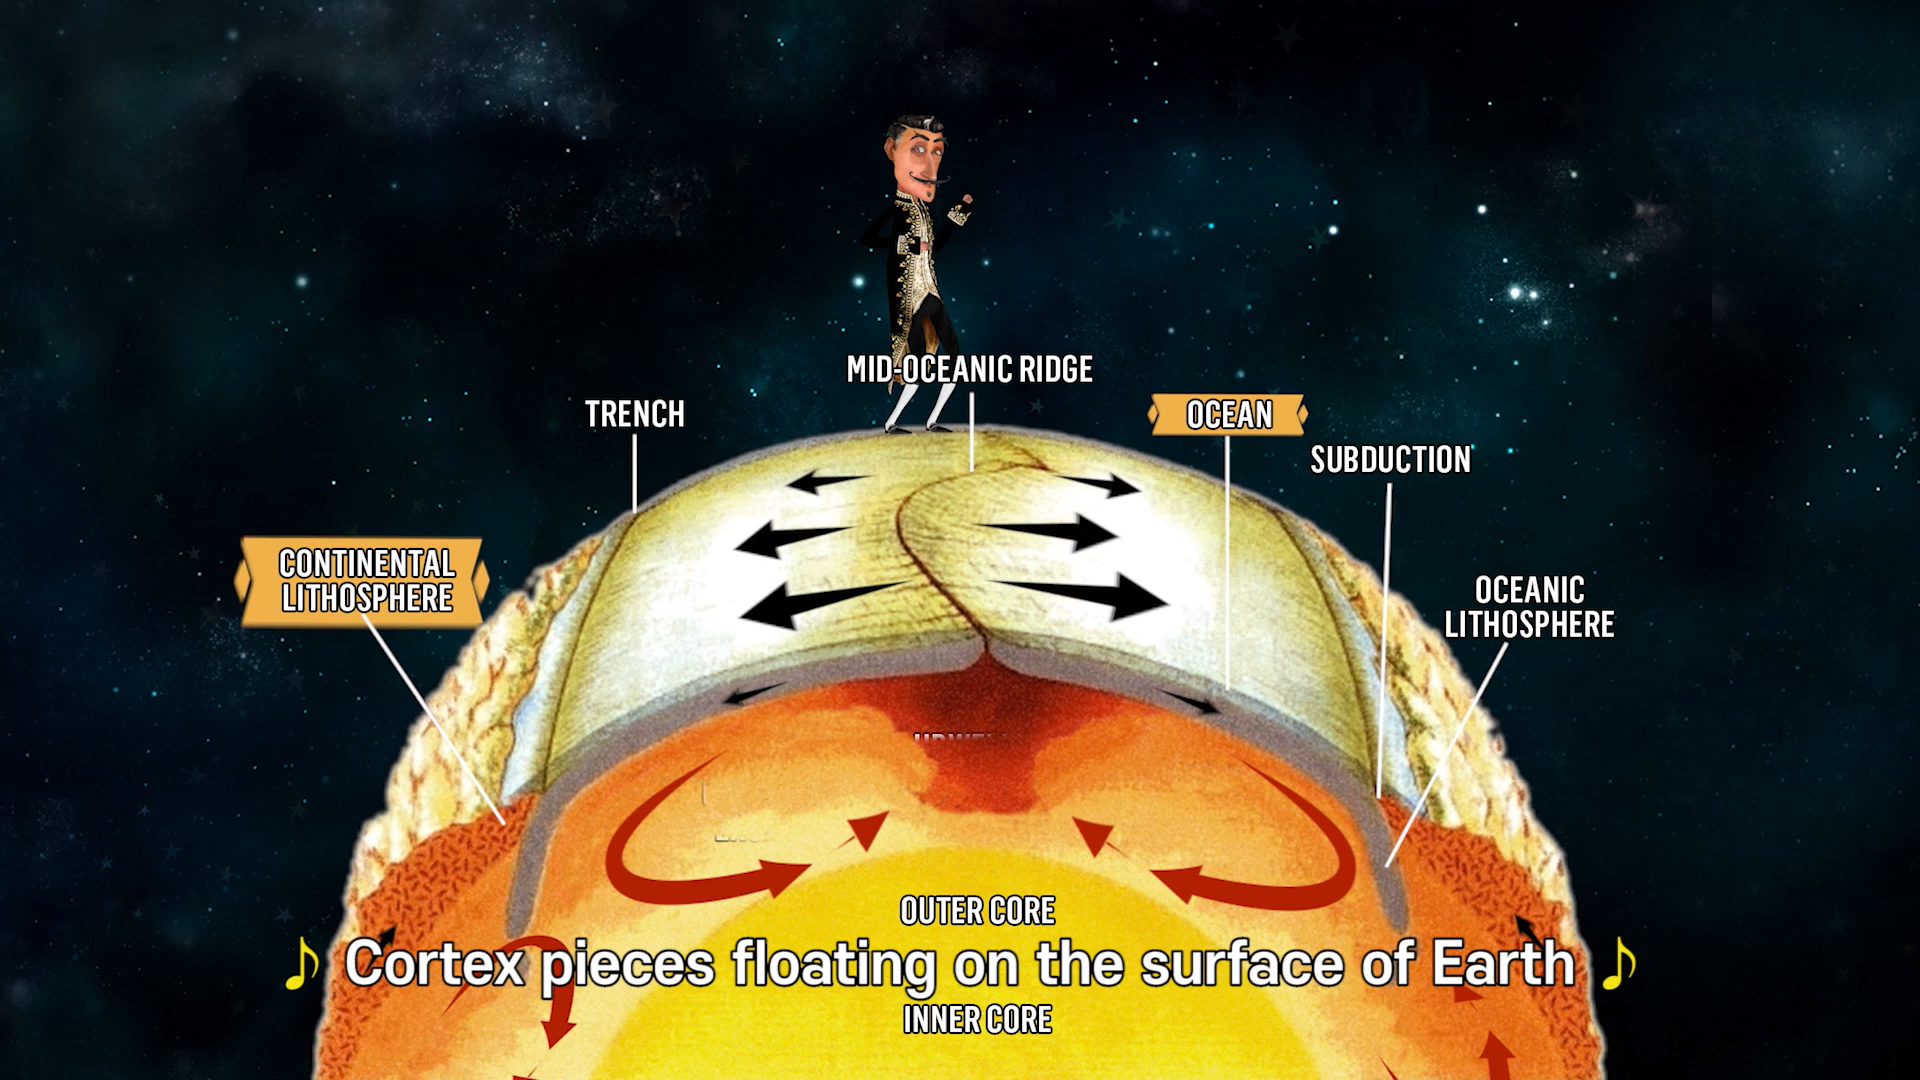 MID-OCEANIC RIDGE
TRENCH
OCEAN
SUBDUCTION
CONTINENTAL
LITHOSPHERE
OCEANIC
LITHOSPHERE
OUTER CORE
♪ Cortex pieces floating on the surface of Earth ♪
INNER CORE